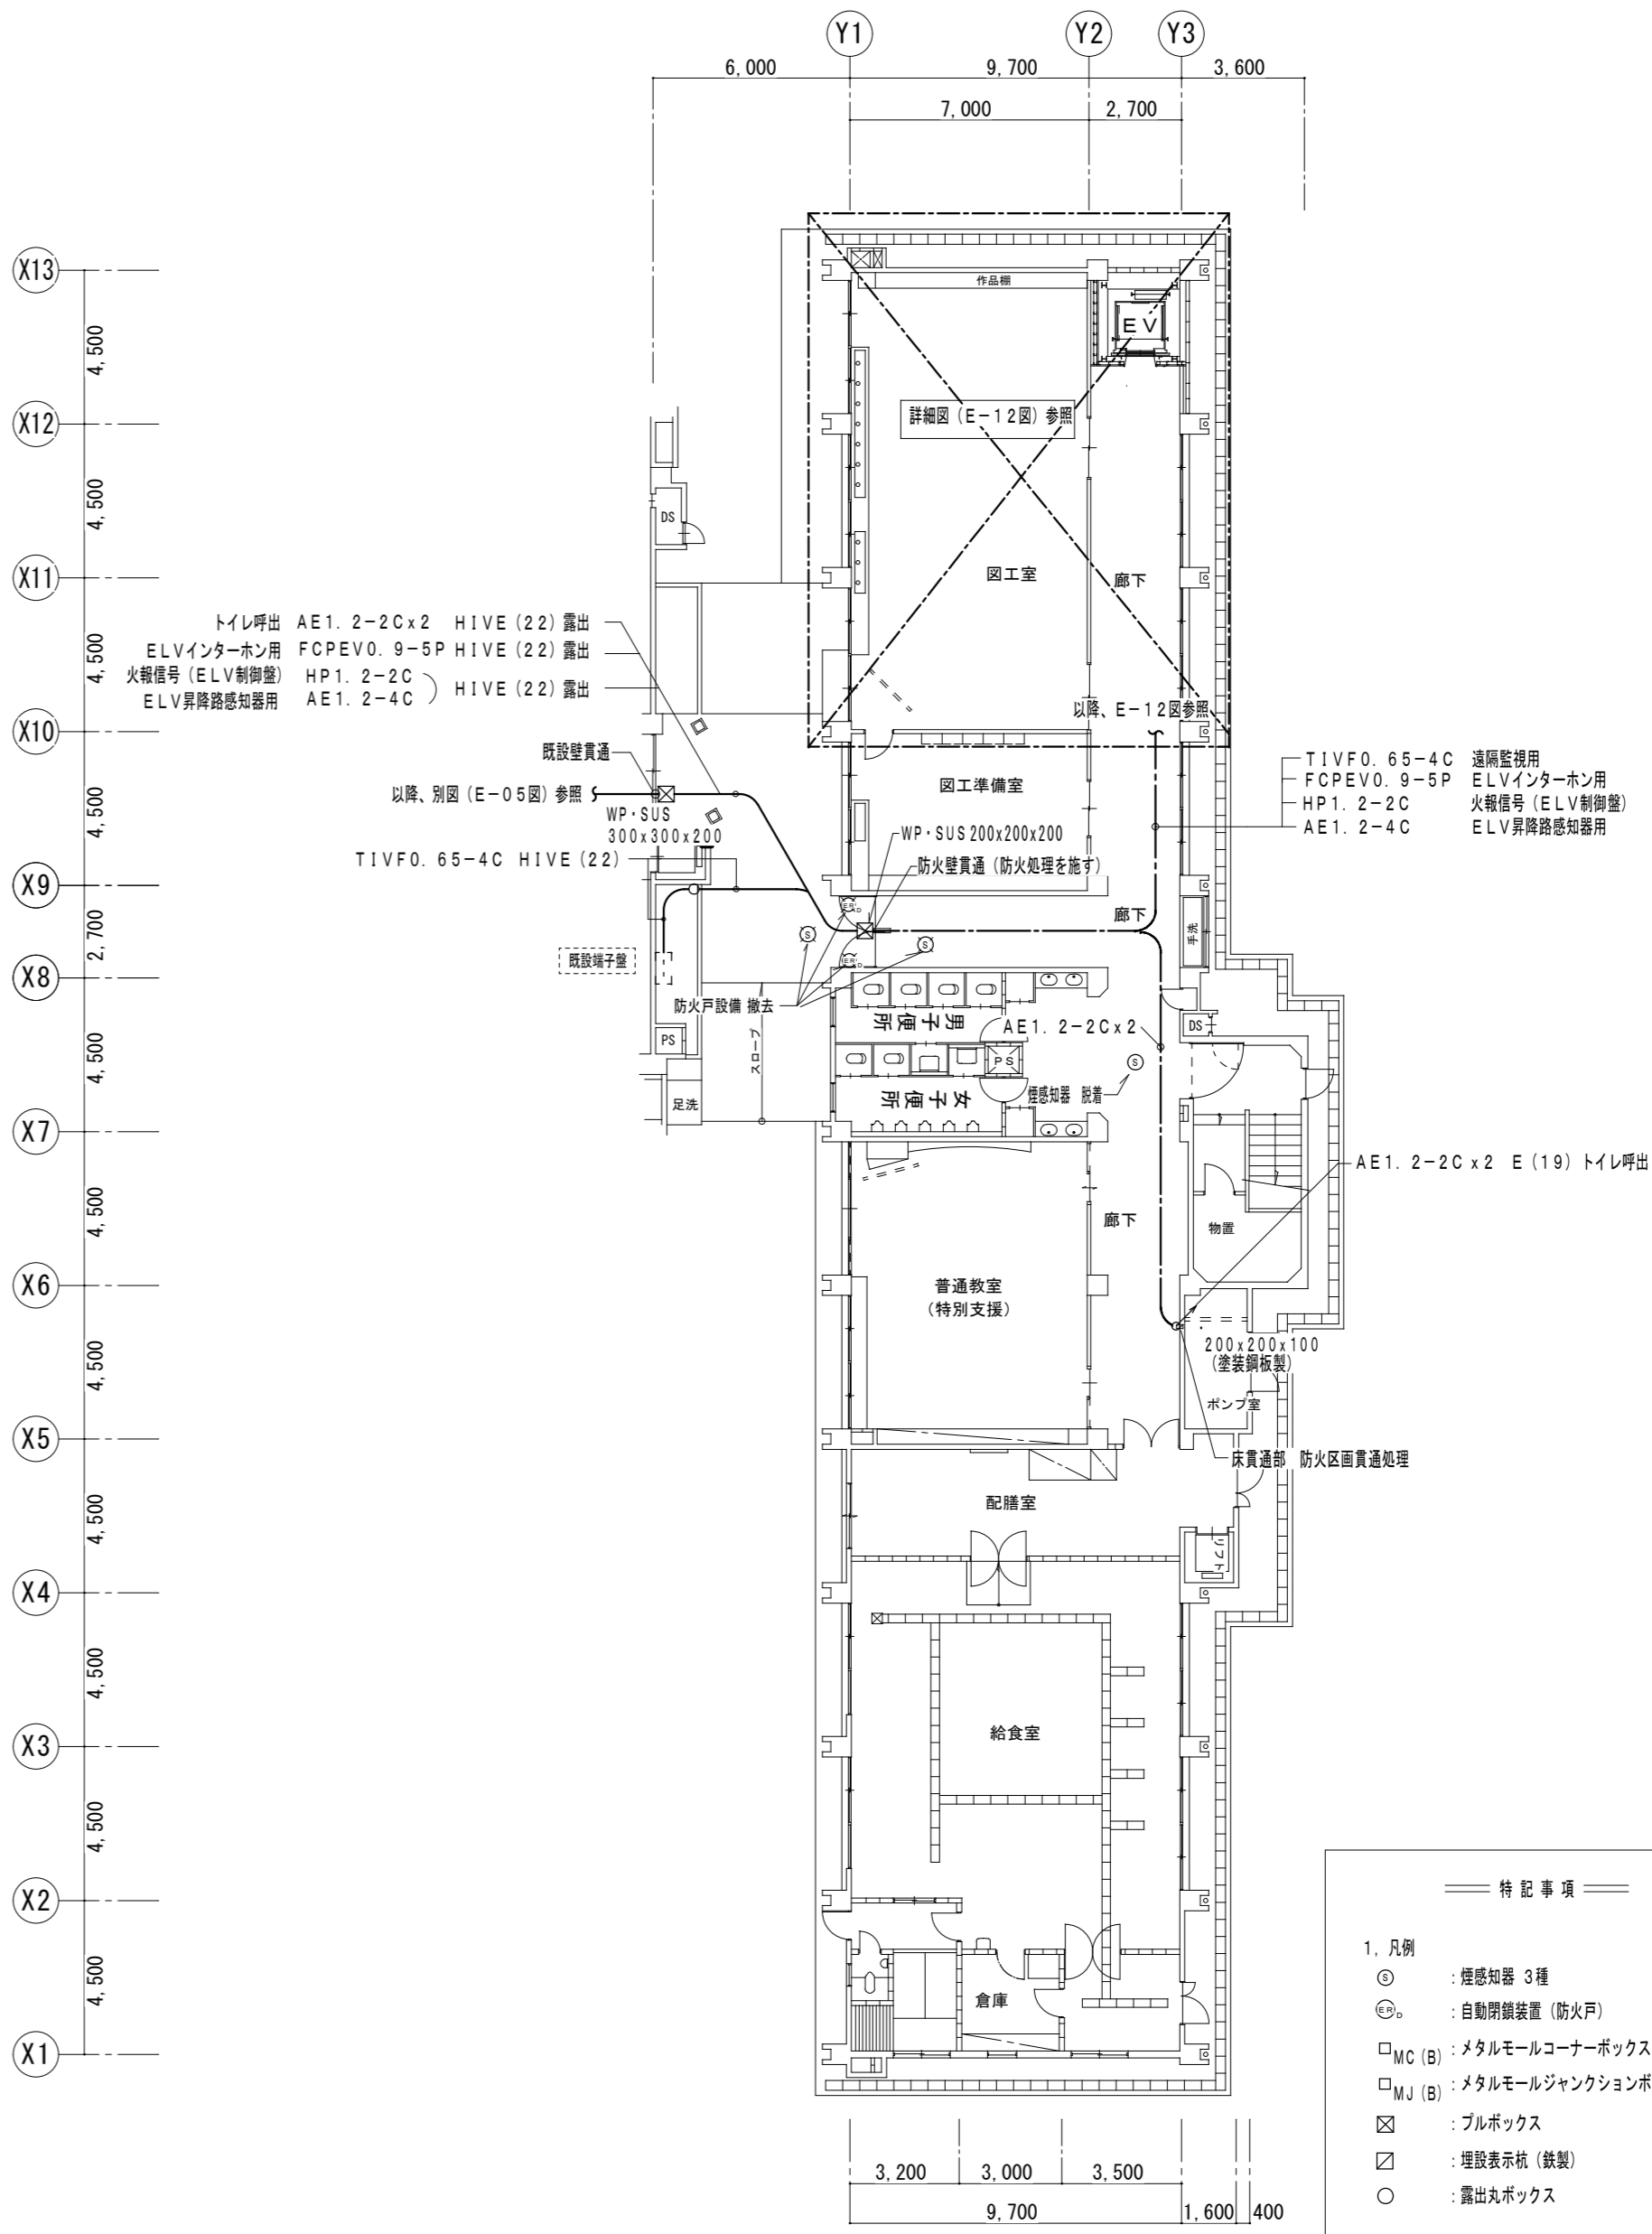 Y1
Y2
Y3
6,000
9,700
3,600
7,000
2,700
X13
作品棚
EV
4,500
X12
詳細図(E-12図)参照
4,500
DS
X11
図工室
廊下
トイレ呼出 AE1.2-2Cx2 HIVE(22)露出
ELVインターホン用 FCPEV0.9-5P HIVE(22)露出
4,500
火報信号(ELV制御盤) HP1.2-2C
HIVE(22)露出
ELV昇降路感知器用 AE1.2-4C
以降、E-12図参照
X10
既設壁貫通
TIVF0.65-4C 遠隔監視用
図工準備室
FCPEV0.9-5P ELVインターホン用
以降、別図(E-05図)参照
HP1.2-2C 火報信号(ELV制御盤)
4,500
WP・SUS
300x300x200
AE1.2-4C ELV昇降路感知器用
WP・SUS 200x200x200
TIVF0.65-4C HIVE(22)
防火壁貫通(防火処理を施す)
X9
ER D
廊下
S
手洗
2,700
S
既設端子盤
ER D
X8
防火戸設備 撤去
男子便所
AE1.2-2Cx2
DS
PS
スロープ
4,500
PS
S
煙感知器 脱着
女子便所
足洗
X7
AE1.2-2Cx2 E(19)トイレ呼出
4,500
廊下
物置
X6
普通教室
(特別支援)
200x200x100
(塗装鋼板製)
4,500
ポンプ室
X5
床貫通部 防火区画貫通処理
配膳室
4,500
リフト
X4
4,500
給食室
X3
4,500
特記事項
X2
1,凡例
S :煙感知器 3種
4,500
倉庫
ER D :自動閉鎖装置(防火戸)
X1
MC(B) :メタルモールコーナーボックス
MJ(B) :メタルモールジャンクションボ
:プルボックス
:埋設表示杭(鉄製)
:露出丸ボックス
3,200
3,000
3,500
9,700
1,600
400